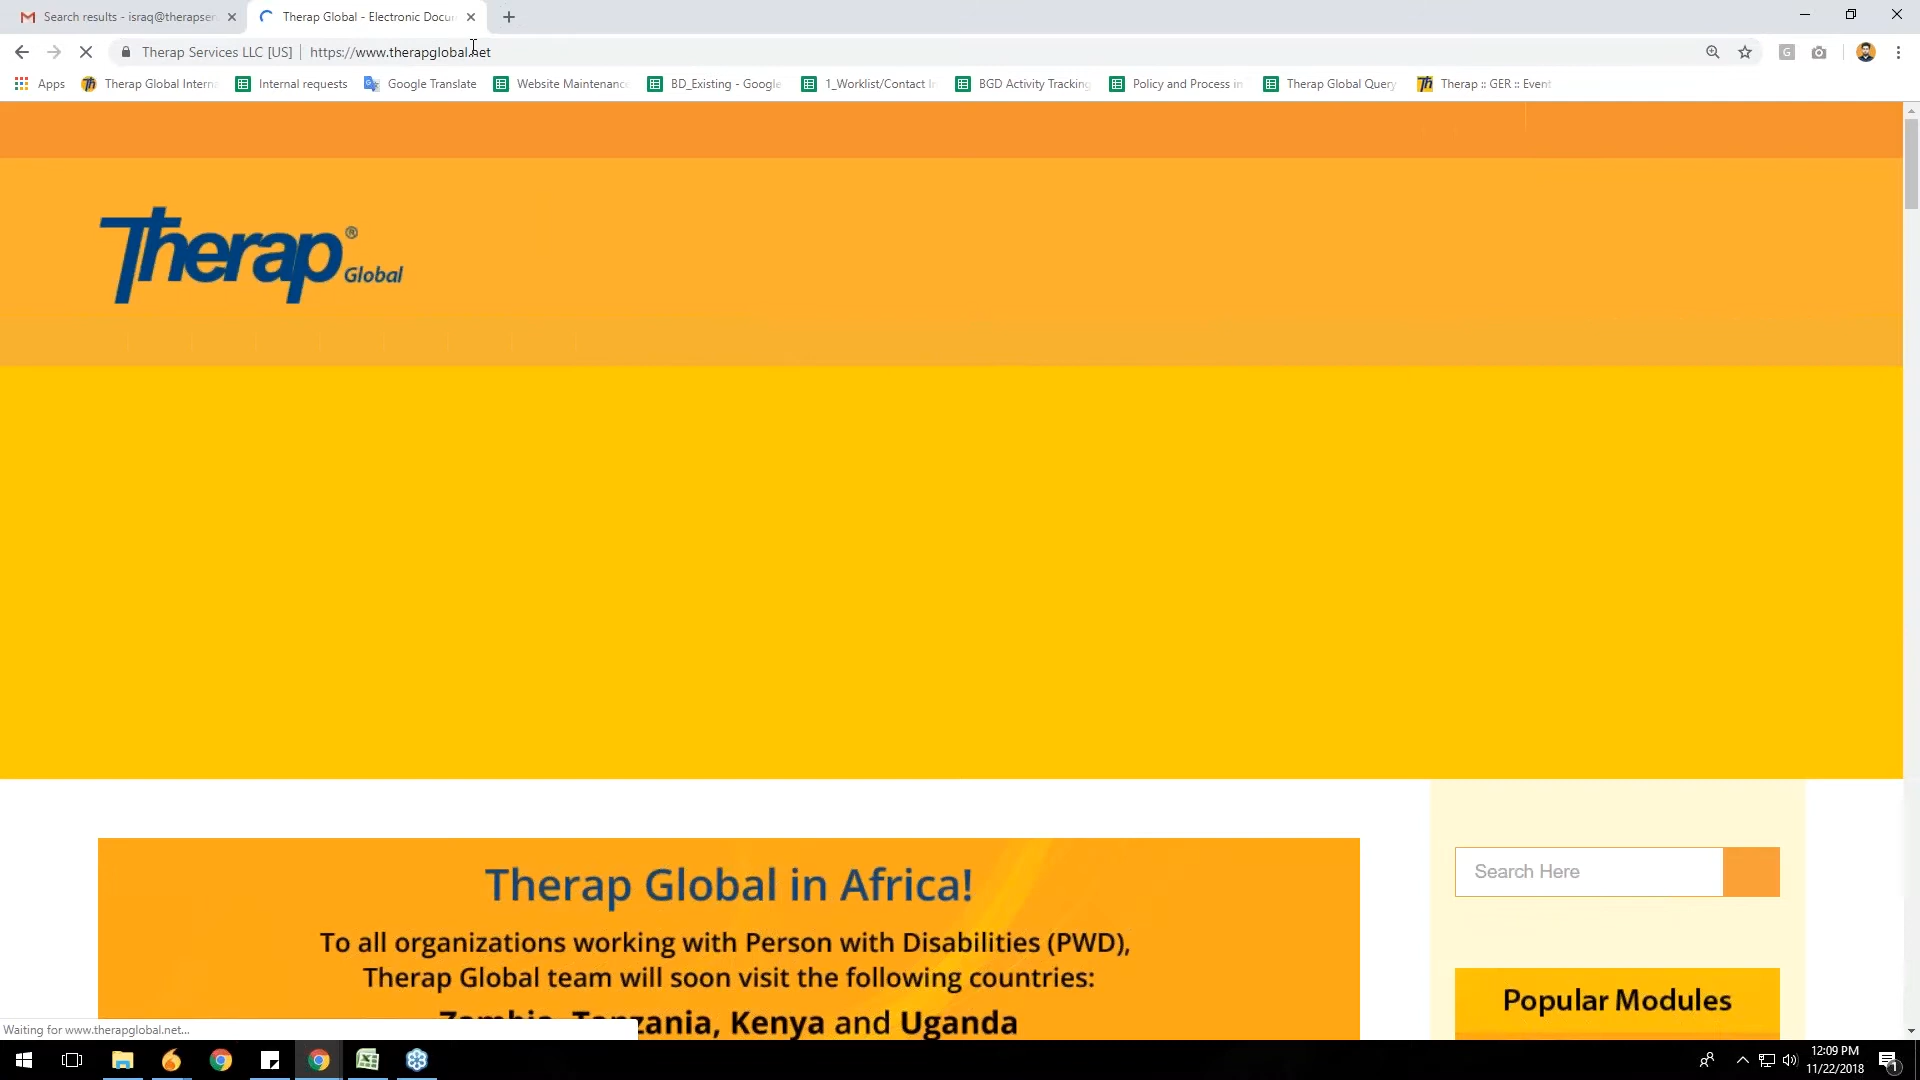 Search results - israq@therapser
Therap Global - Electronic Docu
Therap Services LLC [US] | https://www.therapglobal.net
Apps
Therap Global Intern
Internal requests
Google Translate
Website Maintenanc
BD_Existing - Google
1_Worklist/Contact In
BGD Activity Tracking
Policy and Process in
Therap Global Query
Therap :: GER :: Event
Therap® Global
Therap Global in Africa!
To all organizations working with Person with Disabilities (PWD),
Therap Global team will soon visit the following countries:
Zambia, Tanzania, Kenya and Uganda
Search Here
Popular Modules
Waiting for www.therapglobal.net...
12:09 PM
11/22/2018
1